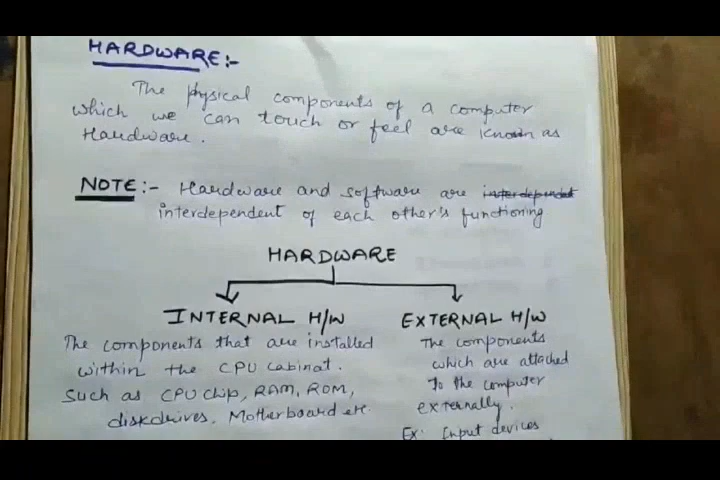 HARDWARE:-
The physical components of a computer
which we can touch or feel are known as
Hardware.
NOTE:- Hardware and software are interdependent
interdependent of each other's functioning
HARDWARE
INTERNAL H/W
The components that are installed
within the CPU cabinat.
Such as CPU chip, RAM, ROM,
diskdrives, Motherboard etc.
EXTERNAL H/W
The components
which are attached
to the computer
externally.
Ex: Input devices